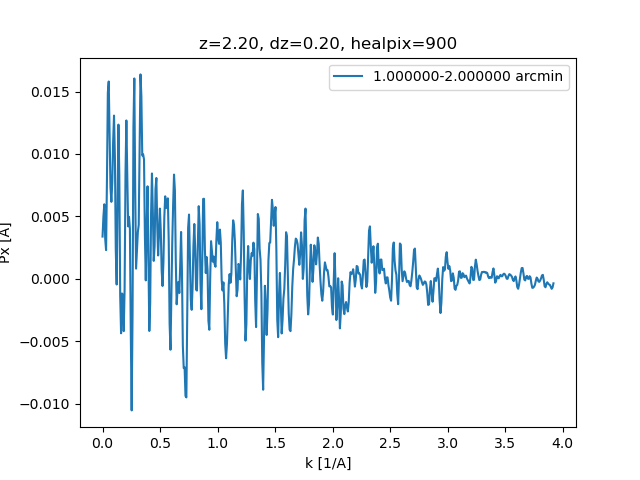 z=2.20, dz=0.20, healpix=900
1.000000-2.000000 arcmin
0.015
0.010
0.005
0.000
−0.005
−0.010
Px [A]
0.0 0.5 1.0 1.5 2.0 2.5 3.0 3.5 4.0
k [1/A]